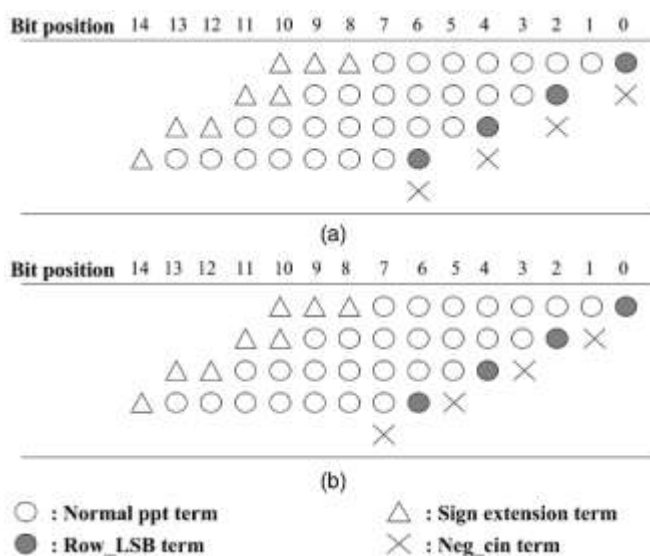 Bit position 14 13 12 11 10 9 8 7 6 5 4 3 2 1 0
(a)
Bit position 14 13 12 11 10 9 8 7 6 5 4 3 2 1 0
(b)
: Normal ppt term : Sign extension term
: Row_LSB term : Neg_cin term